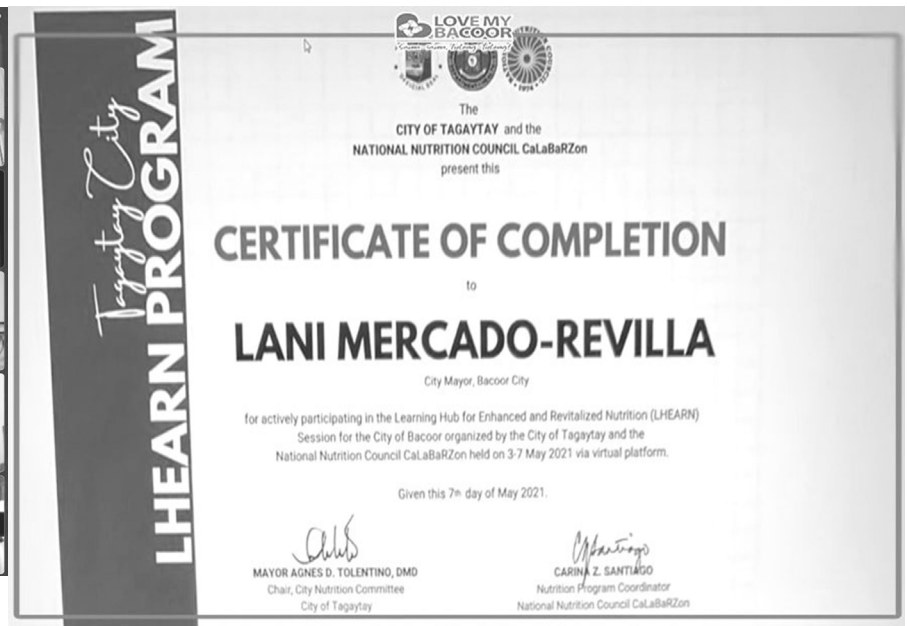 LOVE MY
BACOOR
Tagaytay City
LHEARN PROGRAM
OFFICIAL SEAL
The
CITY OF TAGAYTAY and the
NATIONAL NUTRITION COUNCIL CaLaBaRZon
present this
CERTIFICATE OF COMPLETION
to
LANI MERCADO-REVILLA
City Mayor, Bacoor City
for actively participating in the Learning Hub for Enhanced and Revitalized Nutrition (LHEARN)
Session for the City of Bacoor organized by the City of Tagaytay and the
National Nutrition Council CaLaBaRZon held on 3-7 May 2021 via virtual platform.
Given this 7th day of May 2021.
MAYOR AGNES D. TOLENTINO, DMD
Chair, City Nutrition Committee
City of Tagaytay
CARINA Z. SANTIAGO
Nutrition Program Coordinator
National Nutrition Council CaLaBaRZon